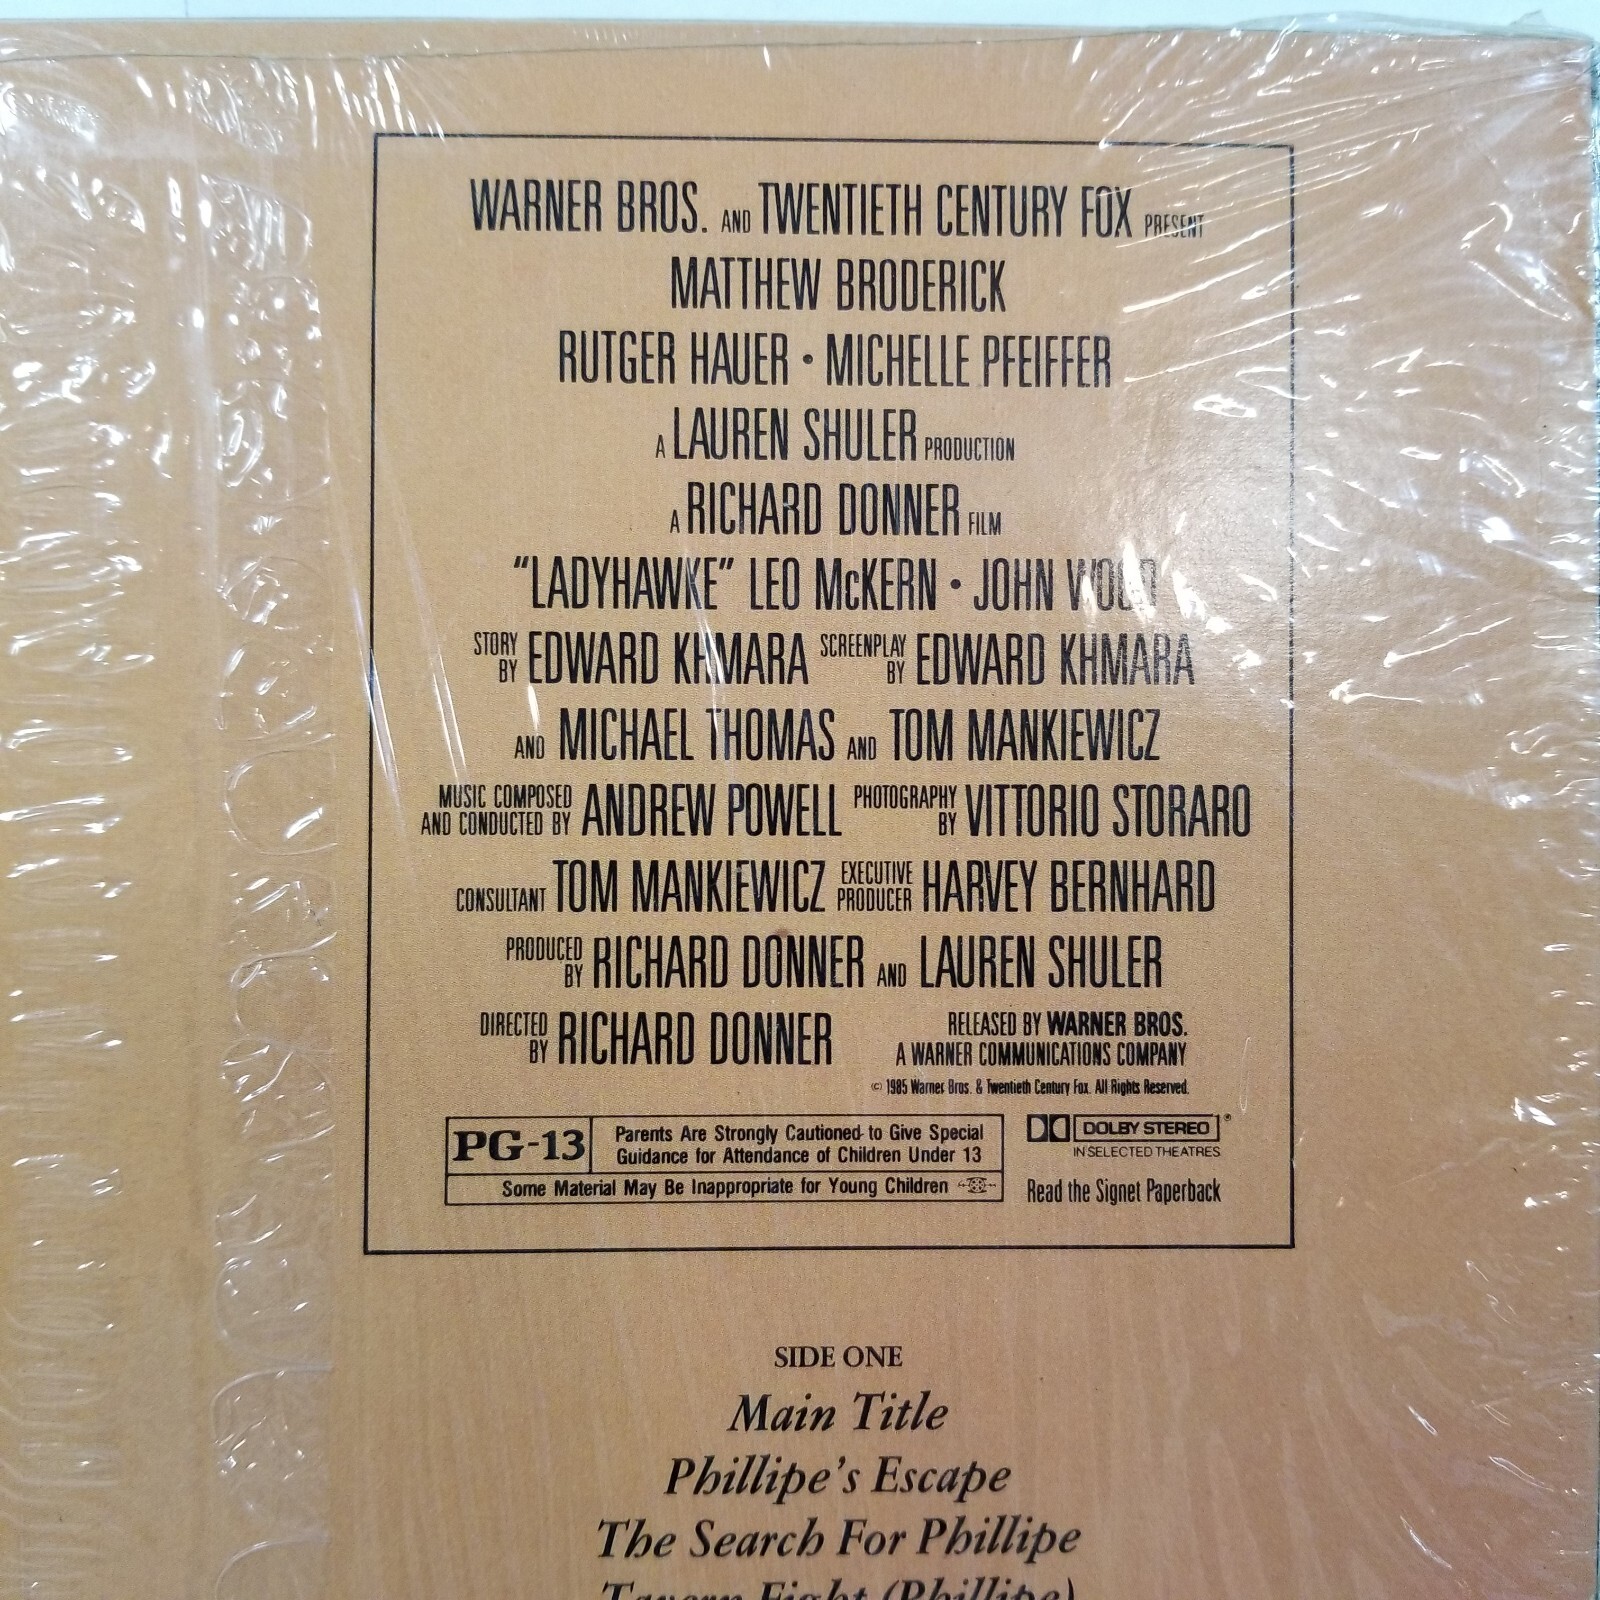 WARNER BROS. AND TWENTIETH CENTURY FOX PRESENT
MATTHEW BRODERICK
RUTGER HAUER • MICHELLE PFEIFFER
A LAUREN SHULER PRODUCTION
A RICHARD DONNER FILM
“LADYHAWKE” LEO McKERN • JOHN WOOD
STORY BY EDWARD KHMARA SCREENPLAY BY EDWARD KHMARA
AND MICHAEL THOMAS AND TOM MANKIEWICZ
MUSIC COMPOSED AND CONDUCTED BY ANDREW POWELL PHOTOGRAPHY BY VITTORIO STORARO
CONSULTANT TOM MANKIEWICZ EXECUTIVE PRODUCER HARVEY BERNHARD
PRODUCED BY RICHARD DONNER AND LAUREN SHULER
DIRECTED BY RICHARD DONNER
RELEASED BY WARNER BROS.
A WARNER COMMUNICATIONS COMPANY
© 1985 Warner Bros. & Twentieth Century Fox. All Rights Reserved.
PG-13
Parents Are Strongly Cautioned to Give Special
Guidance for Attendance of Children Under 13
Some Material May Be Inappropriate for Young Children
DOLBY STEREO ®
IN SELECTED THEATRES
Read the Signet Paperback
SIDE ONE
Main Title
Phillipe's Escape
The Search For Phillipe
Tavern Fight (Phillipe)